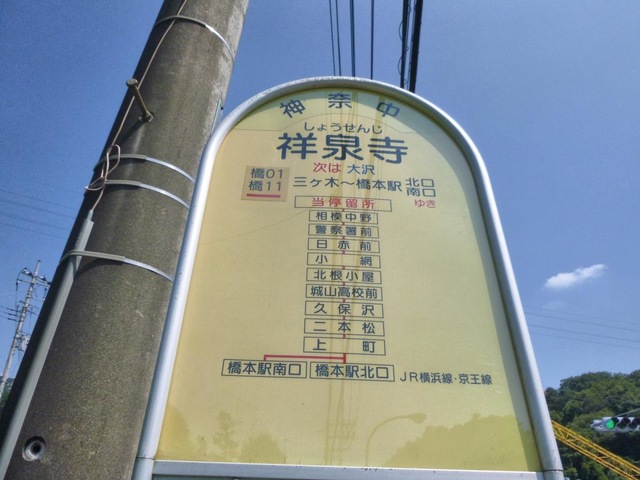 神奈中
しょうせんじ
祥泉寺
次は 大沢
橋01
橋11
三ヶ木～橋本駅 北口
南口
ゆき
当停留所
相模中野
警察署前
日赤前
小網
北根小屋
城山高校前
久保沢
二本松
上町
橋本駅南口 橋本駅北口 JR横浜線・京王線